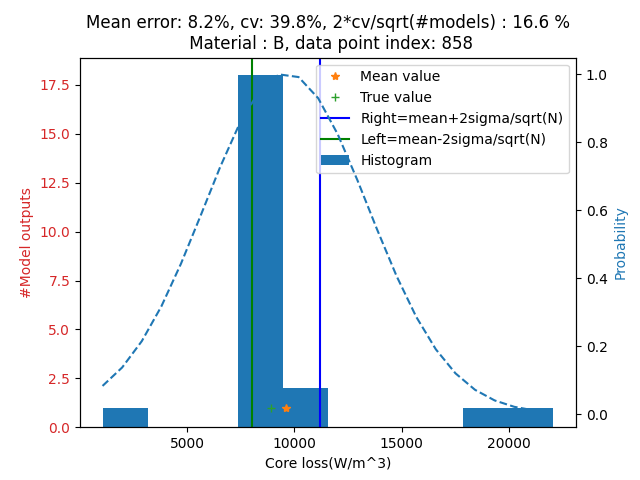 Mean error: 8.2%, cv: 39.8%, 2*cv/sqrt(#models) : 16.6 %
Material : B, data point index: 858
Mean value
True value
Right=mean+2sigma/sqrt(N)
Left=mean-2sigma/sqrt(N)
Histogram
#Model outputs
17.5
15.0
12.5
10.0
7.5
5.0
2.5
0.0
1.0
0.8
0.6
0.4
0.2
0.0
Probability
5000
10000
15000
20000
Core loss(W/m^3)